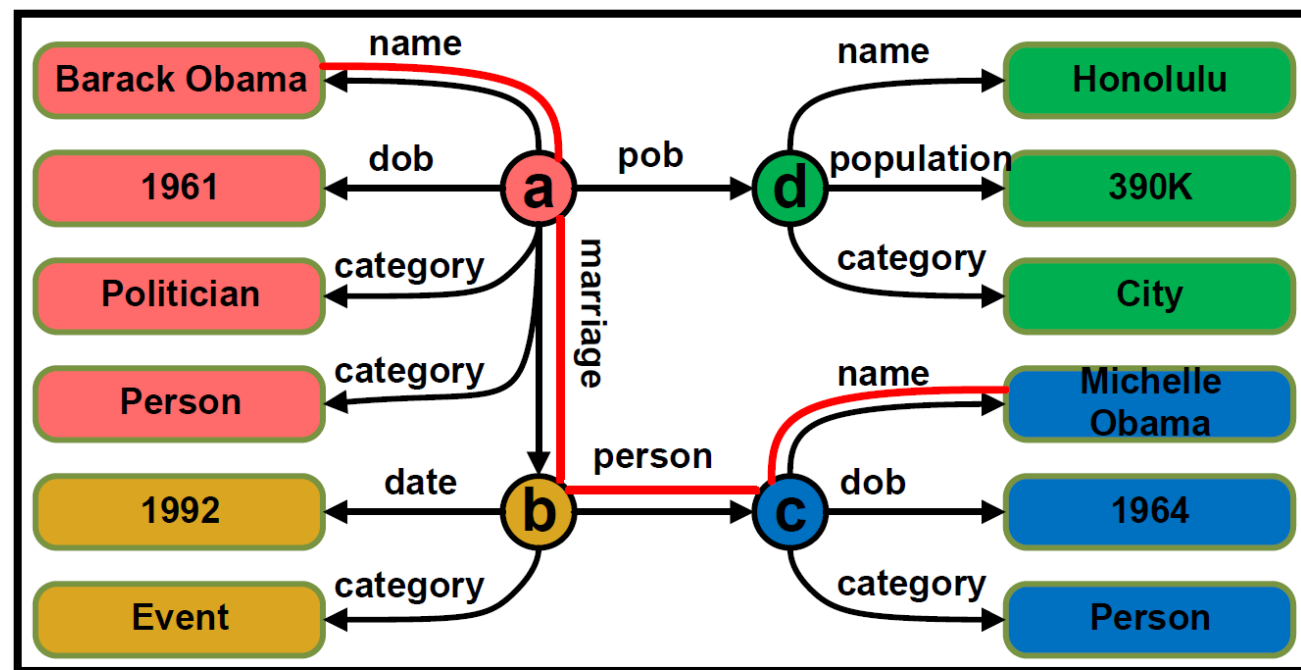 name
name
Barack Obama
Honolulu
dob
pob
population
1961
a
d
390K
category
category
Politician
marriage
City
category
name
Person
Michelle
Obama
date
person
dob
1992
b
c
1964
category
category
Event
Person